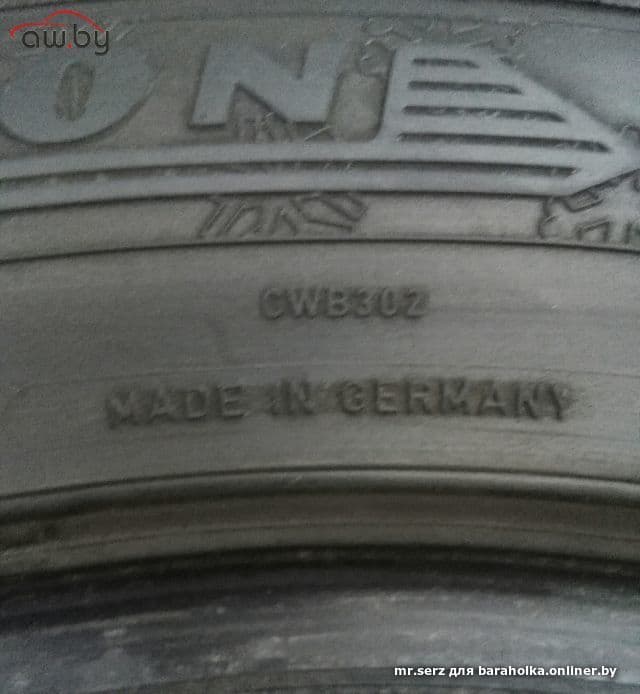 aw.by
ON
CWB302
MADE IN GERMANY
mr.serz для baraholka.onliner.by